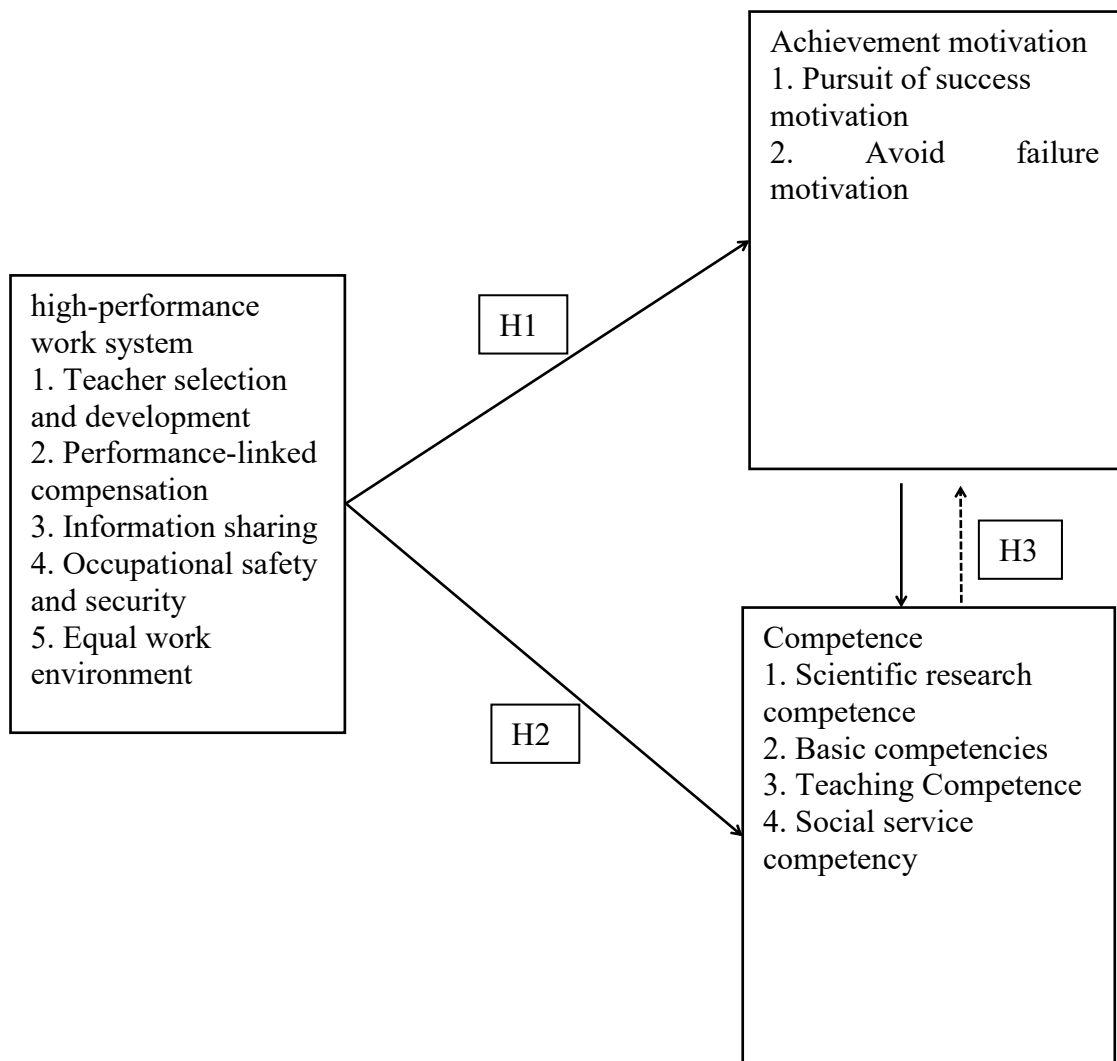 Achievement motivation
1. Pursuit of success
motivation
2. Avoid failure
motivation
high-performance
work system
1. Teacher selection
and development
2. Performance-linked
compensation
3. Information sharing
4. Occupational safety
and security
5. Equal work
environment
H1
H2
H3
Competence
1. Scientific research
competence
2. Basic competencies
3. Teaching Competence
4. Social service
competency